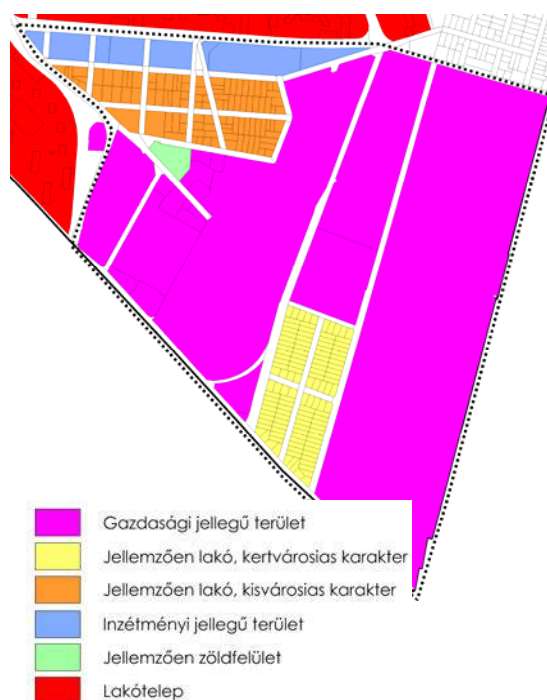 Gazdasági jellegű terület
Jellemzően lakó, kertvárosias karakter
Jellemzően lakó, kisvárosias karakter
Inzétményi jellegű terület
Jellemzően zöldfelület
Lakótelep